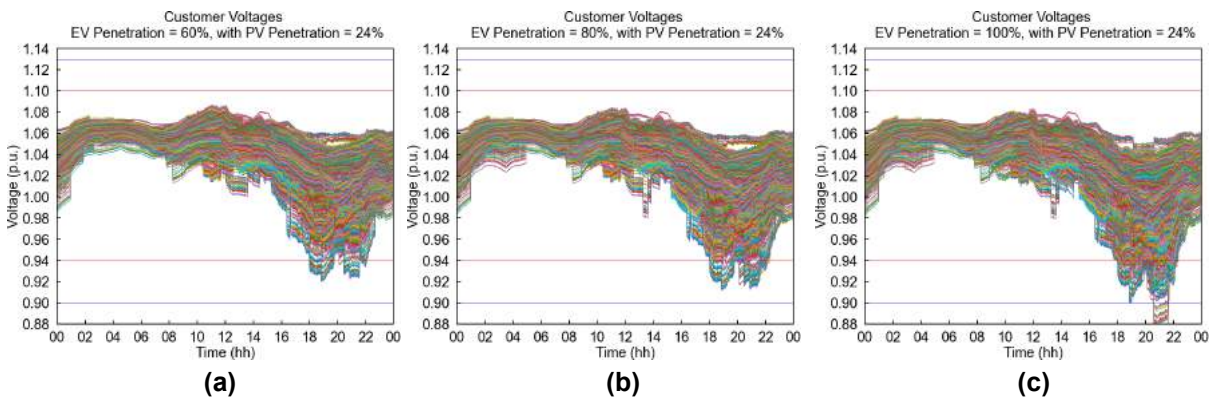 Customer Voltages
EV Penetration = 60%, with PV Penetration = 24%
1.14
1.12
1.10
1.08
1.06
1.04
1.02
1.00
0.98
0.96
0.94
0.92
0.90
0.88
Voltage (p.u.)
00 02 04 06 08 10 12 14 16 18 20 22 00
Time (hh)
(a)
Customer Voltages
EV Penetration = 80%, with PV Penetration = 24%
1.14
1.12
1.10
1.08
1.06
1.04
1.02
1.00
0.98
0.96
0.94
0.92
0.90
0.88
Voltage (p.u.)
00 02 04 06 08 10 12 14 16 18 20 22 00
Time (hh)
(b)
Customer Voltages
EV Penetration = 100%, with PV Penetration = 24%
1.14
1.12
1.10
1.08
1.06
1.04
1.02
1.00
0.98
0.96
0.94
0.92
0.90
0.88
Voltage (p.u.)
00 02 04 06 08 10 12 14 16 18 20 22 00
Time (hh)
(c)